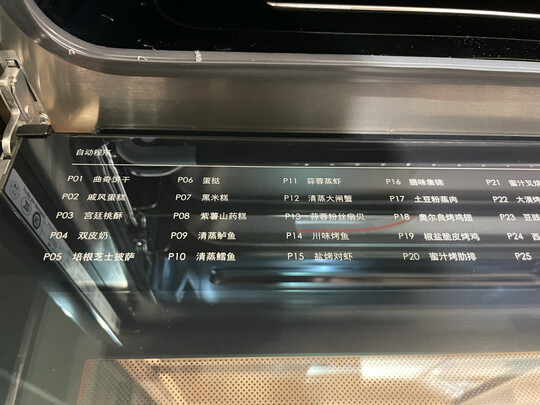 自动程序
P01 曲奇饼干
P02 戚风蛋糕
P03 宫廷桃酥
P04 双皮奶
P05 培根芝士披萨
P06 蛋挞
P07 黑米糕
P08 紫薯山药糕
P09 清蒸鲈鱼
P10 清蒸鳕鱼
P11 蒜蓉蒸虾
P12 清蒸大闸蟹
P13 蒜蓉粉丝扇贝
P14 川味烤鱼
P15 盐烤对虾
P16 腊味集锦
P17 土豆粉蒸肉
P18 奥尔良烤鸡翅
P19 椒盐脆皮烤鸡
P20 蜜汁烤肋排
P21 蜜汁叉烧
P22 大漠烤
P23 豆豉
P24 西
P25